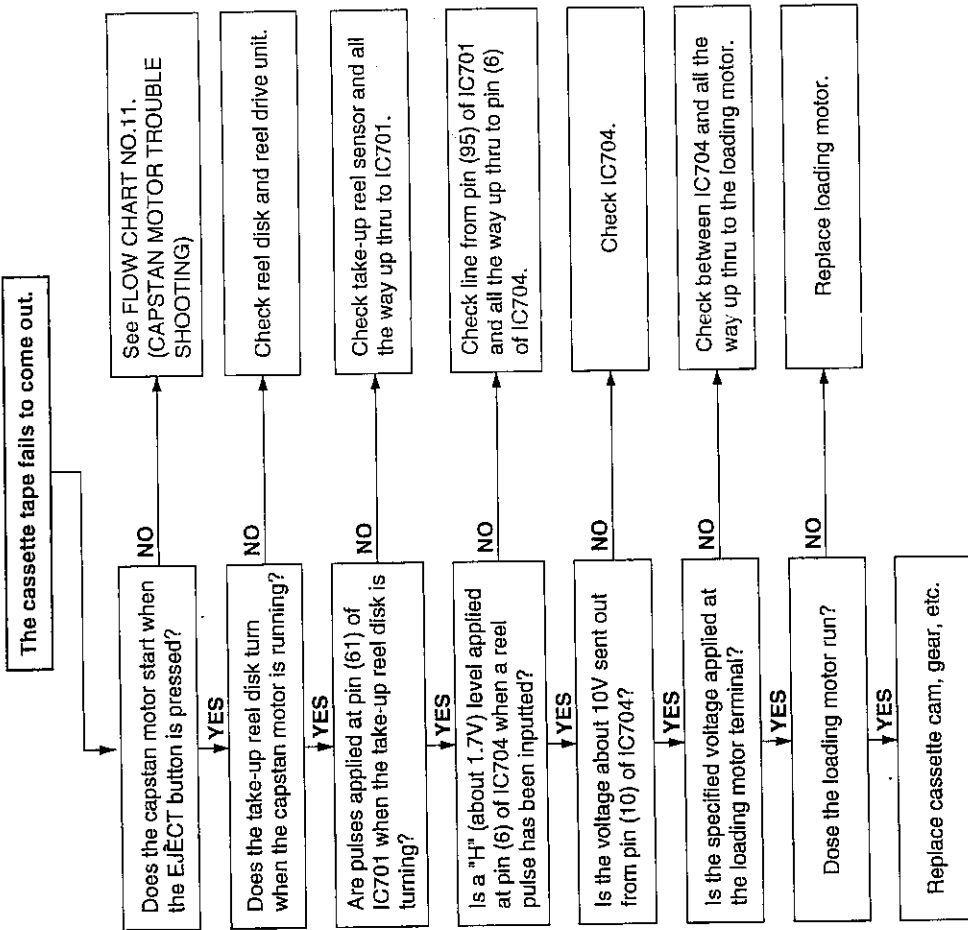 The cassette tape fails to come out.
Does the capstan motor start when
the EJECT button is pressed?
NO
See FLOW CHART NO.11.
(CAPSTAN MOTOR TROUBLE
SHOOTING)
YES
Does the take-up reel disk turn
when the capstan motor is running?
NO
Check reel disk and reel drive unit.
YES
Are pulses applied at pin (61) of
IC701 when the take-up reel disk is
turning?
NO
Check take-up reel sensor and all
the way up thru to IC701.
YES
Is a "H" (about 1.7V) level applied
at pin (6) of IC704 when a reel
pulse has been inputted?
NO
Check line from pin (95) of IC701
and all the way up thru to pin (6)
of IC704.
YES
Is the voltage about 10V sent out
from pin (10) of IC704?
NO
Check IC704.
YES
Is the specified voltage applied at
the loading motor terminal?
NO
Check between IC704 and all the
way up thru to the loading motor.
YES
Dose the loading motor run?
NO
Replace loading motor.
YES
Replace cassette cam, gear, etc.